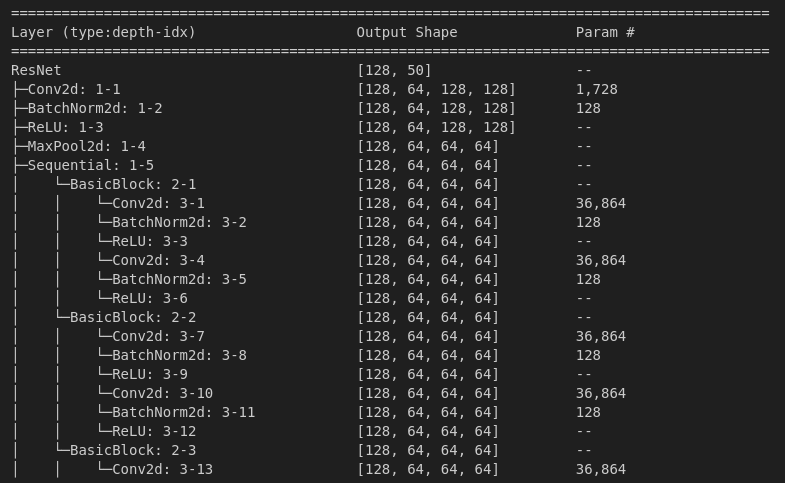 ==========================================================================================
Layer (type:depth-idx)                   Output Shape              Param #
==========================================================================================
ResNet                                   [128, 50]                 --
├─Conv2d: 1-1                            [128, 64, 128, 128]       1,728
├─BatchNorm2d: 1-2                       [128, 64, 128, 128]       128
├─ReLU: 1-3                              [128, 64, 128, 128]       --
├─MaxPool2d: 1-4                         [128, 64, 64, 64]         --
├─Sequential: 1-5                        [128, 64, 64, 64]         --
│    └─BasicBlock: 2-1                   [128, 64, 64, 64]         --
│    │    └─Conv2d: 3-1                  [128, 64, 64, 64]         36,864
│    │    └─BatchNorm2d: 3-2             [128, 64, 64, 64]         128
│    │    └─ReLU: 3-3                    [128, 64, 64, 64]         --
│    │    └─Conv2d: 3-4                  [128, 64, 64, 64]         36,864
│    │    └─BatchNorm2d: 3-5             [128, 64, 64, 64]         128
│    │    └─ReLU: 3-6                    [128, 64, 64, 64]         --
│    └─BasicBlock: 2-2                   [128, 64, 64, 64]         --
│    │    └─Conv2d: 3-7                  [128, 64, 64, 64]         36,864
│    │    └─BatchNorm2d: 3-8             [128, 64, 64, 64]         128
│    │    └─ReLU: 3-9                    [128, 64, 64, 64]         --
│    │    └─Conv2d: 3-10                 [128, 64, 64, 64]         36,864
│    │    └─BatchNorm2d: 3-11            [128, 64, 64, 64]         128
│    │    └─ReLU: 3-12                   [128, 64, 64, 64]         --
│    └─BasicBlock: 2-3                   [128, 64, 64, 64]         --
│    │    └─Conv2d: 3-13                 [128, 64, 64, 64]         36,864